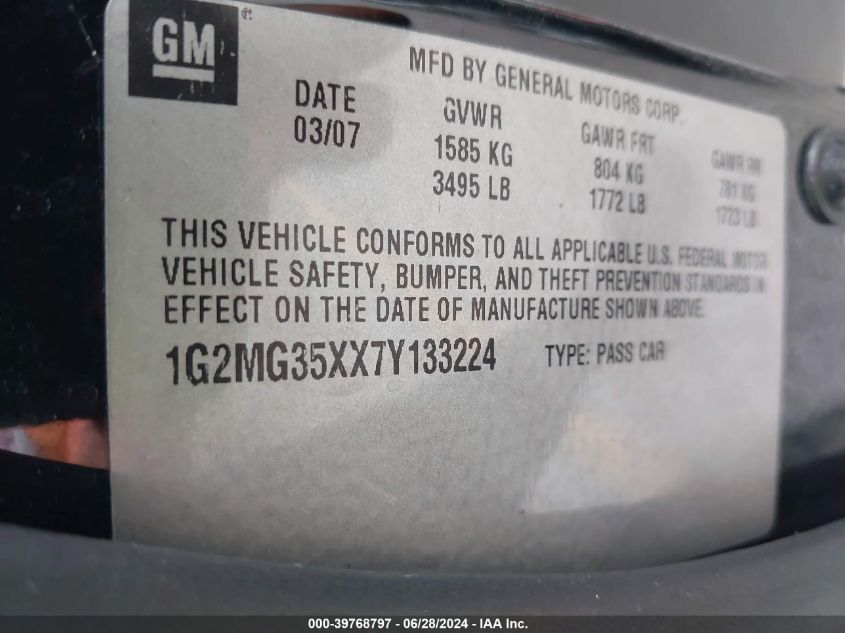 GM
MFD BY GENERAL MOTORS CORP.
DATE GVWR GAWR FRT GAWR RR
03/07 1585 KG 804 KG 781 KG
3495 LB 1772 LB 1723 LB
THIS VEHICLE CONFORMS TO ALL APPLICABLE U.S. FEDERAL MOTOR
VEHICLE SAFETY, BUMPER, AND THEFT PREVENTION STANDARDS IN
EFFECT ON THE DATE OF MANUFACTURE SHOWN ABOVE.
1G2MG35XX7Y133224 TYPE: PASS CAR
000-39768797 - 06/28/2024 - IAA Inc.